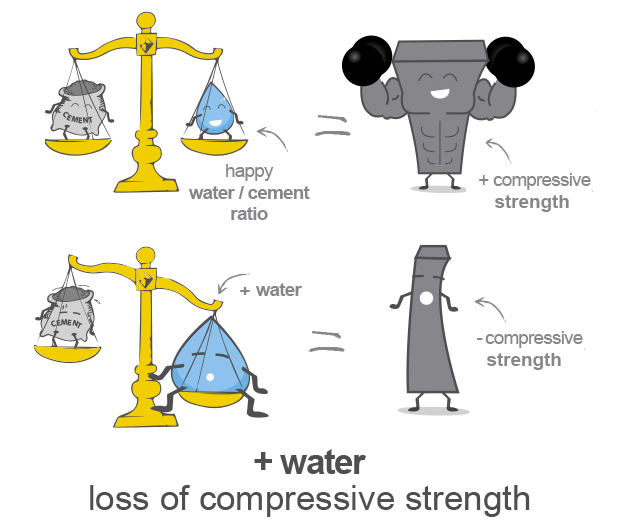 CEMENT
happy
water / cement
ratio
+ compressive
strength
+ water
CEMENT
- compressive
strength
+ water
loss of compressive strength